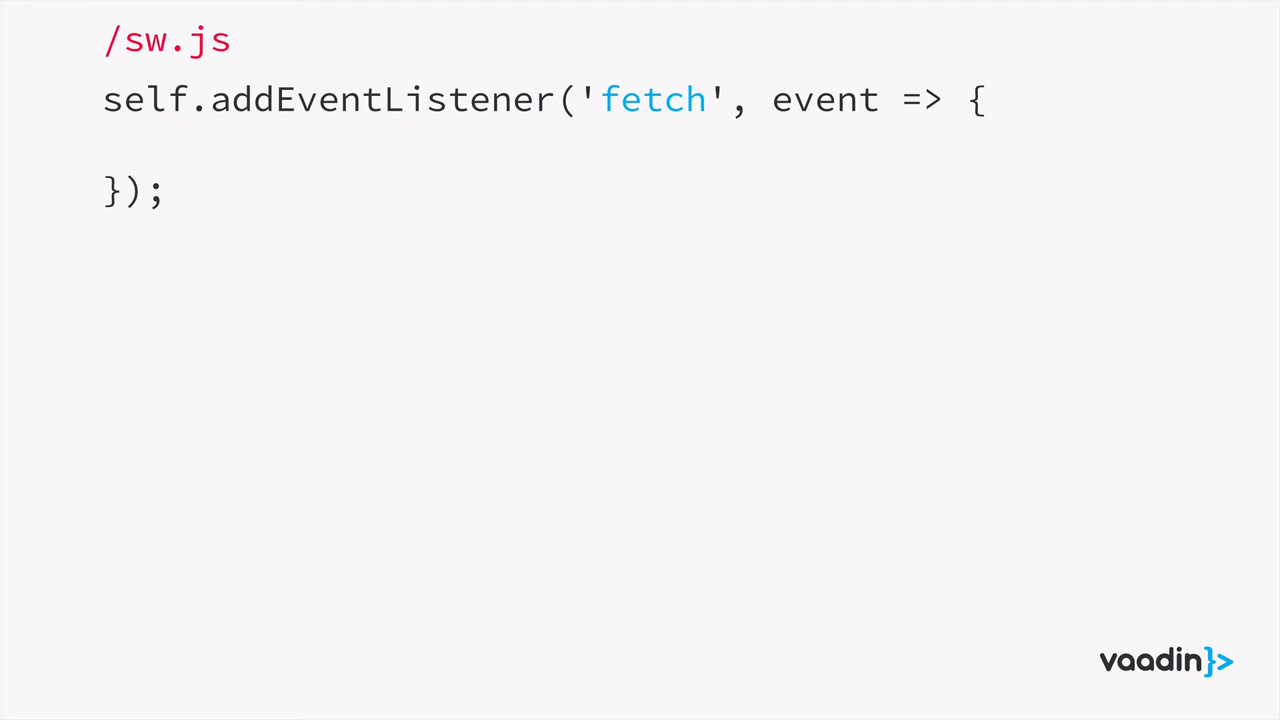 /sw.js
self.addEventListener('fetch', event => {
});
vaadin}>